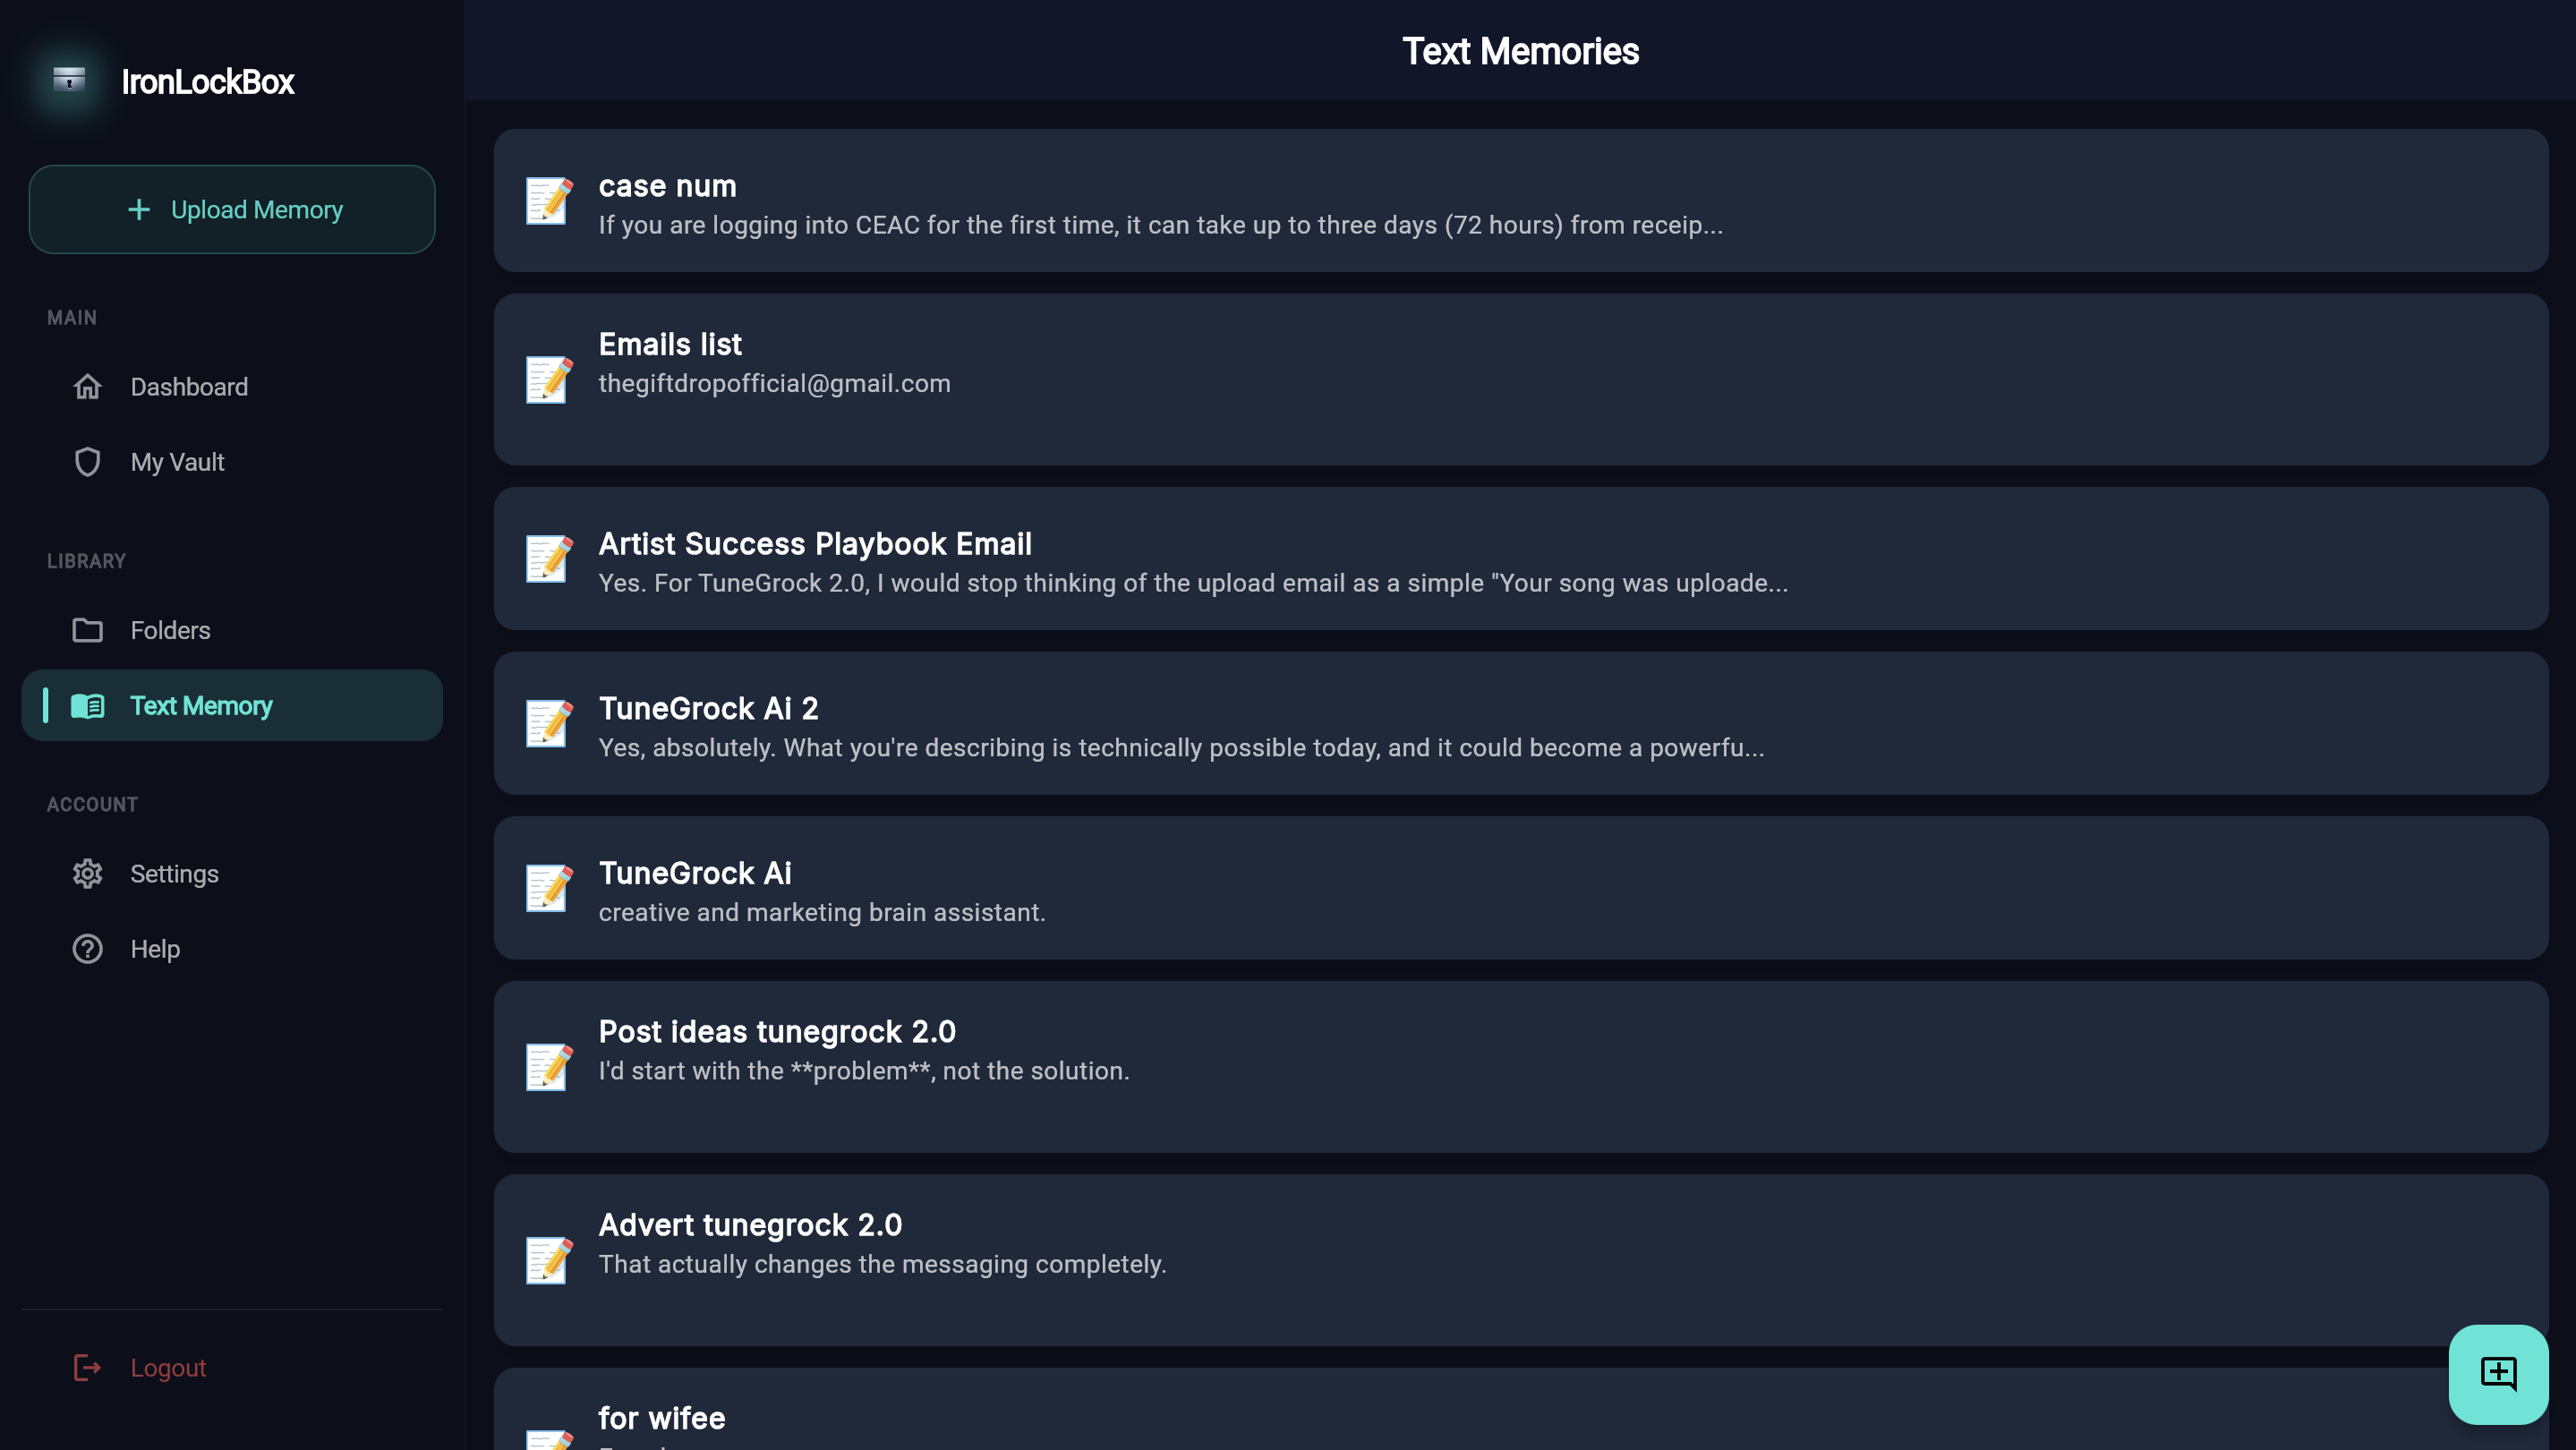 IronLockBox
Upload Memory
MAIN
Dashboard
My Vault
LIBRARY
Folders
Text Memory
ACCOUNT
Settings
Help
Logout
Text Memories
case num
If you are logging into CEAC for the first time, it can take up to three days (72 hours) from receip...
Emails list
thegiftdropofficial@gmail.com
Artist Success Playbook Email
Yes. For TuneGrock 2.0, I would stop thinking of the upload email as a simple "Your song was uploade...
TuneGrock Ai 2
Yes, absolutely. What you're describing is technically possible today, and it could become a powerfu...
TuneGrock Ai
creative and marketing brain assistant.
Post ideas tunegrock 2.0
I'd start with the **problem**, not the solution.
Advert tunegrock 2.0
That actually changes the messaging completely.
for wifee